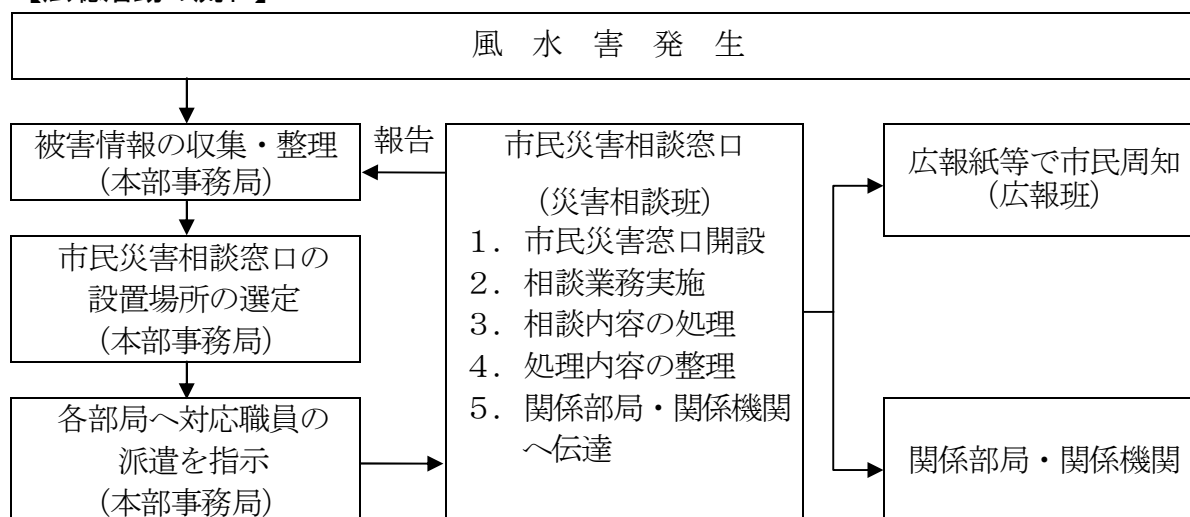 風　水　害　発　生
被害情報の収集・整理
（本部事務局）
報告
市民災害相談窓口の
設置場所の選定
（本部事務局）
各部局へ対応職員の
派遣を指示
（本部事務局）
市民災害相談窓口
（災害相談班）
１．市民災害窓口開設
２．相談業務実施
３．相談内容の処理
４．処理内容の整理
５．関係部局・関係機関
へ伝達
広報紙等で市民周知
（広報班）
関係部局・関係機関